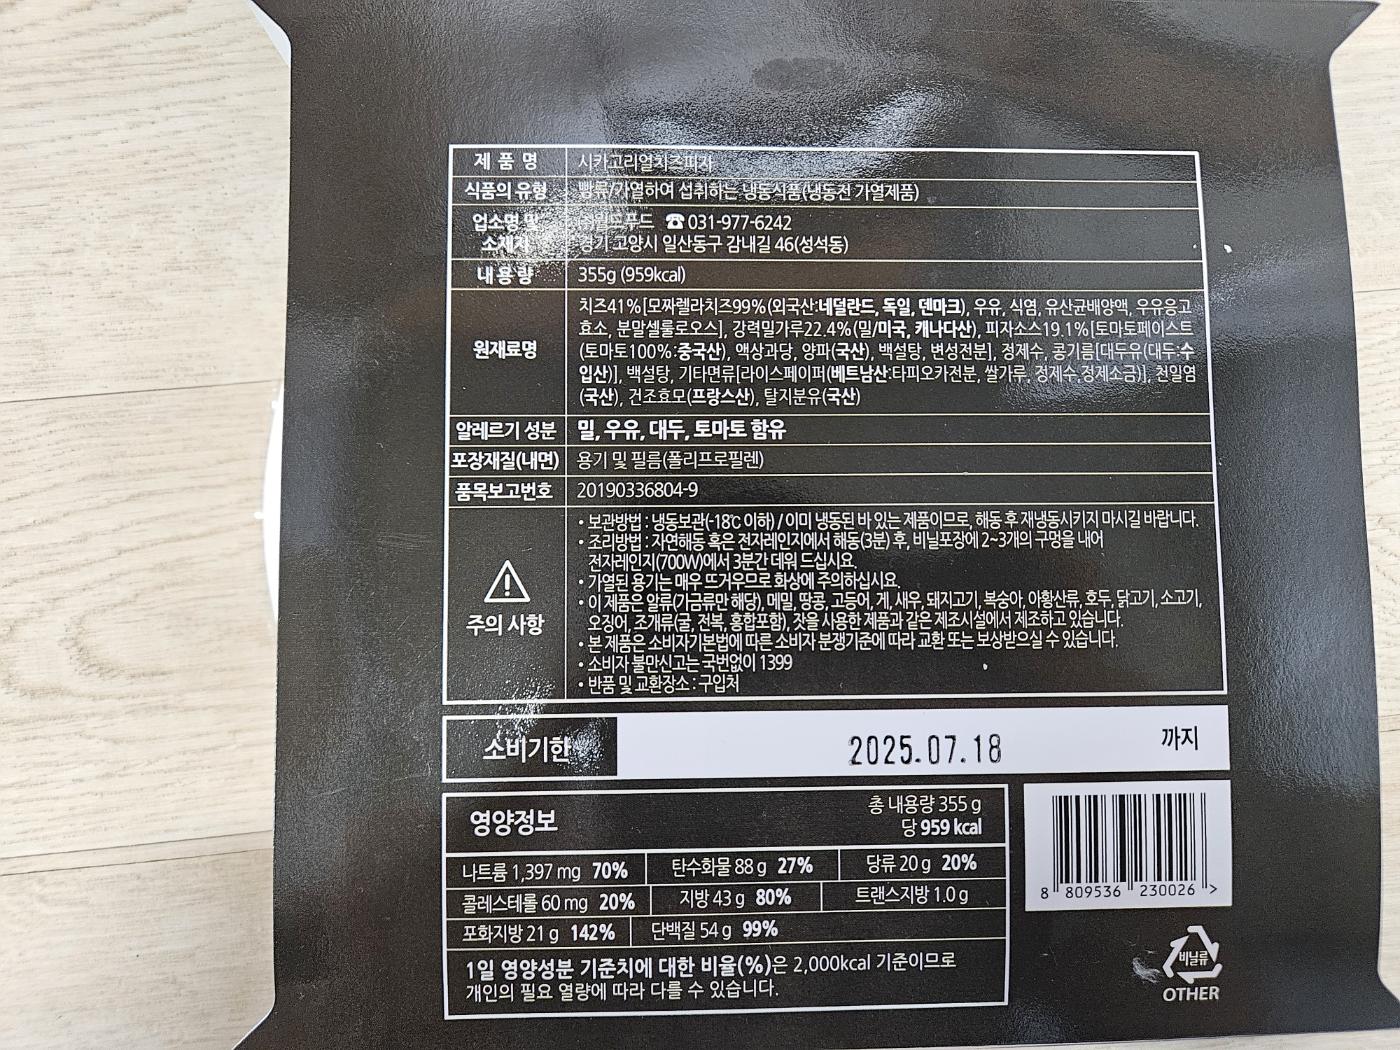 제 품 명 시카고리얼치즈피자
식품의 유형 빵류/가열하여 섭취하는 냉동식품(냉동전 가열제품)
업소명 및 푸드 ☎ 031-977-6242
소재지 경기 고양시 일산동구 감내길 46(성석동)
내 용 량 355g (959kcal)
치즈41%[모짜렐라치즈99%(외국산:네덜란드, 독일, 덴마크), 우유, 식염, 유산균배양액, 우유응고
효소, 분말셀룰로오스], 강력밀가루22.4%(밀/미국, 캐나다산), 피자소스19.1%[토마토페이스트
원재료명 (토마토100%:중국산), 액상과당, 양파(국산), 백설탕, 변성전분], 정제수, 콩기름[대두유(대두:수
입산)], 백설탕, 기타면류[라이스페이퍼(베트남산:타피오카전분, 쌀가루, 정제수,정제소금)], 천일염
(국산), 건조효모(프랑스산), 탈지분유(국산)
알레르기 성분 밀, 우유, 대두, 토마토 함유
포장재질(내면) 용기 및 필름(폴리프로필렌)
품목보고번호 20190336804-9
주의 사항
• 보관방법 : 냉동보관(-18℃ 이하) / 이미 냉동된 바 있는 제품이므로, 해동 후 재냉동시키지 마시길 바랍니다.
• 조리방법 : 자연해동 혹은 전자레인지에서 해동(3분) 후, 비닐포장에 2~3개의 구멍을 내어
전자레인지(700W)에서 3분간 데워 드십시요.
• 가열된 용기는 매우 뜨거우므로 화상에 주의하십시요.
• 이 제품은 알류(가금류만 해당), 메밀, 땅콩, 고등어, 게, 새우, 돼지고기, 복숭아, 아황산류, 호두, 닭고기, 소고기,
오징어, 조개류(굴, 전복, 홍합포함), 잣을 사용한 제품과 같은 제조시설에서 제조하고 있습니다.
• 본 제품은 소비자기본법에 따른 소비자 분쟁기준에 따라 교환 또는 보상받으실 수 있습니다.
• 소비자 불만신고는 국번없이 1399
• 반품 및 교환장소 : 구입처
소비기한 2025.07.18 까지
영양정보
총 내용량 355 g
당 959 kcal
나트륨 1,397 mg 70% 탄수화물 88 g 27% 당류 20 g 20%
콜레스테롤 60 mg 20% 지방 43 g 80% 트랜스지방 1.0 g
포화지방 21 g 142% 단백질 54 g 99%
1일 영양성분 기준치에 대한 비율(%)은 2,000kcal 기준이므로
개인의 필요 열량에 따라 다를 수 있습니다.
8 809536 230026 >
비닐류
OTHER